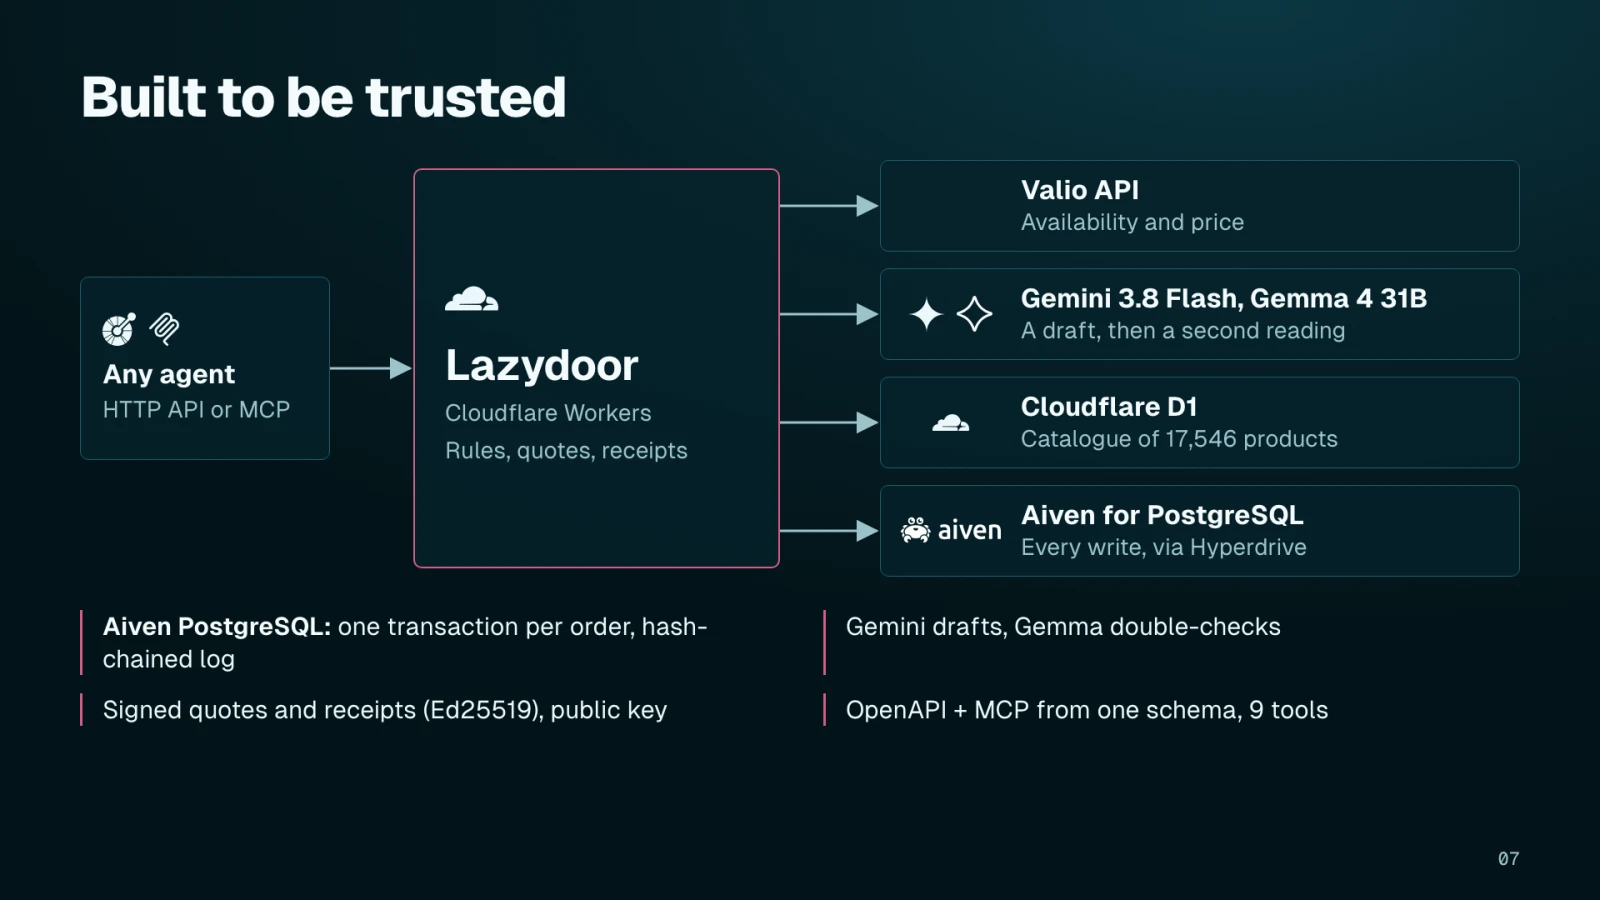 Built to be trusted
Any agent
HTTP API or MCP
Lazydoor
Cloudflare Workers
Rules, quotes, receipts
Valio API
Availability and price
Gemini 3.8 Flash, Gemma 4 31B
A draft, then a second reading
Cloudflare D1
Catalogue of 17,546 products
aiven
Aiven for PostgreSQL
Every write, via Hyperdrive
Aiven PostgreSQL: one transaction per order, hash-
chained log
Signed quotes and receipts (Ed25519), public key
Gemini drafts, Gemma double-checks
OpenAPI + MCP from one schema, 9 tools
07